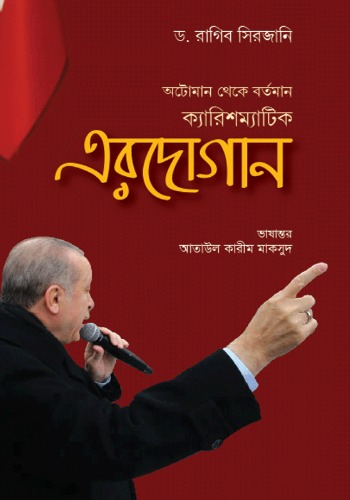 ড. রাগিব সিরজানি
অটোমান থেকে বর্তমান
ক্যারিশম্যাটিক
এরদোগান
ভাষান্তর
আতাউল কারীম মাকসুদ